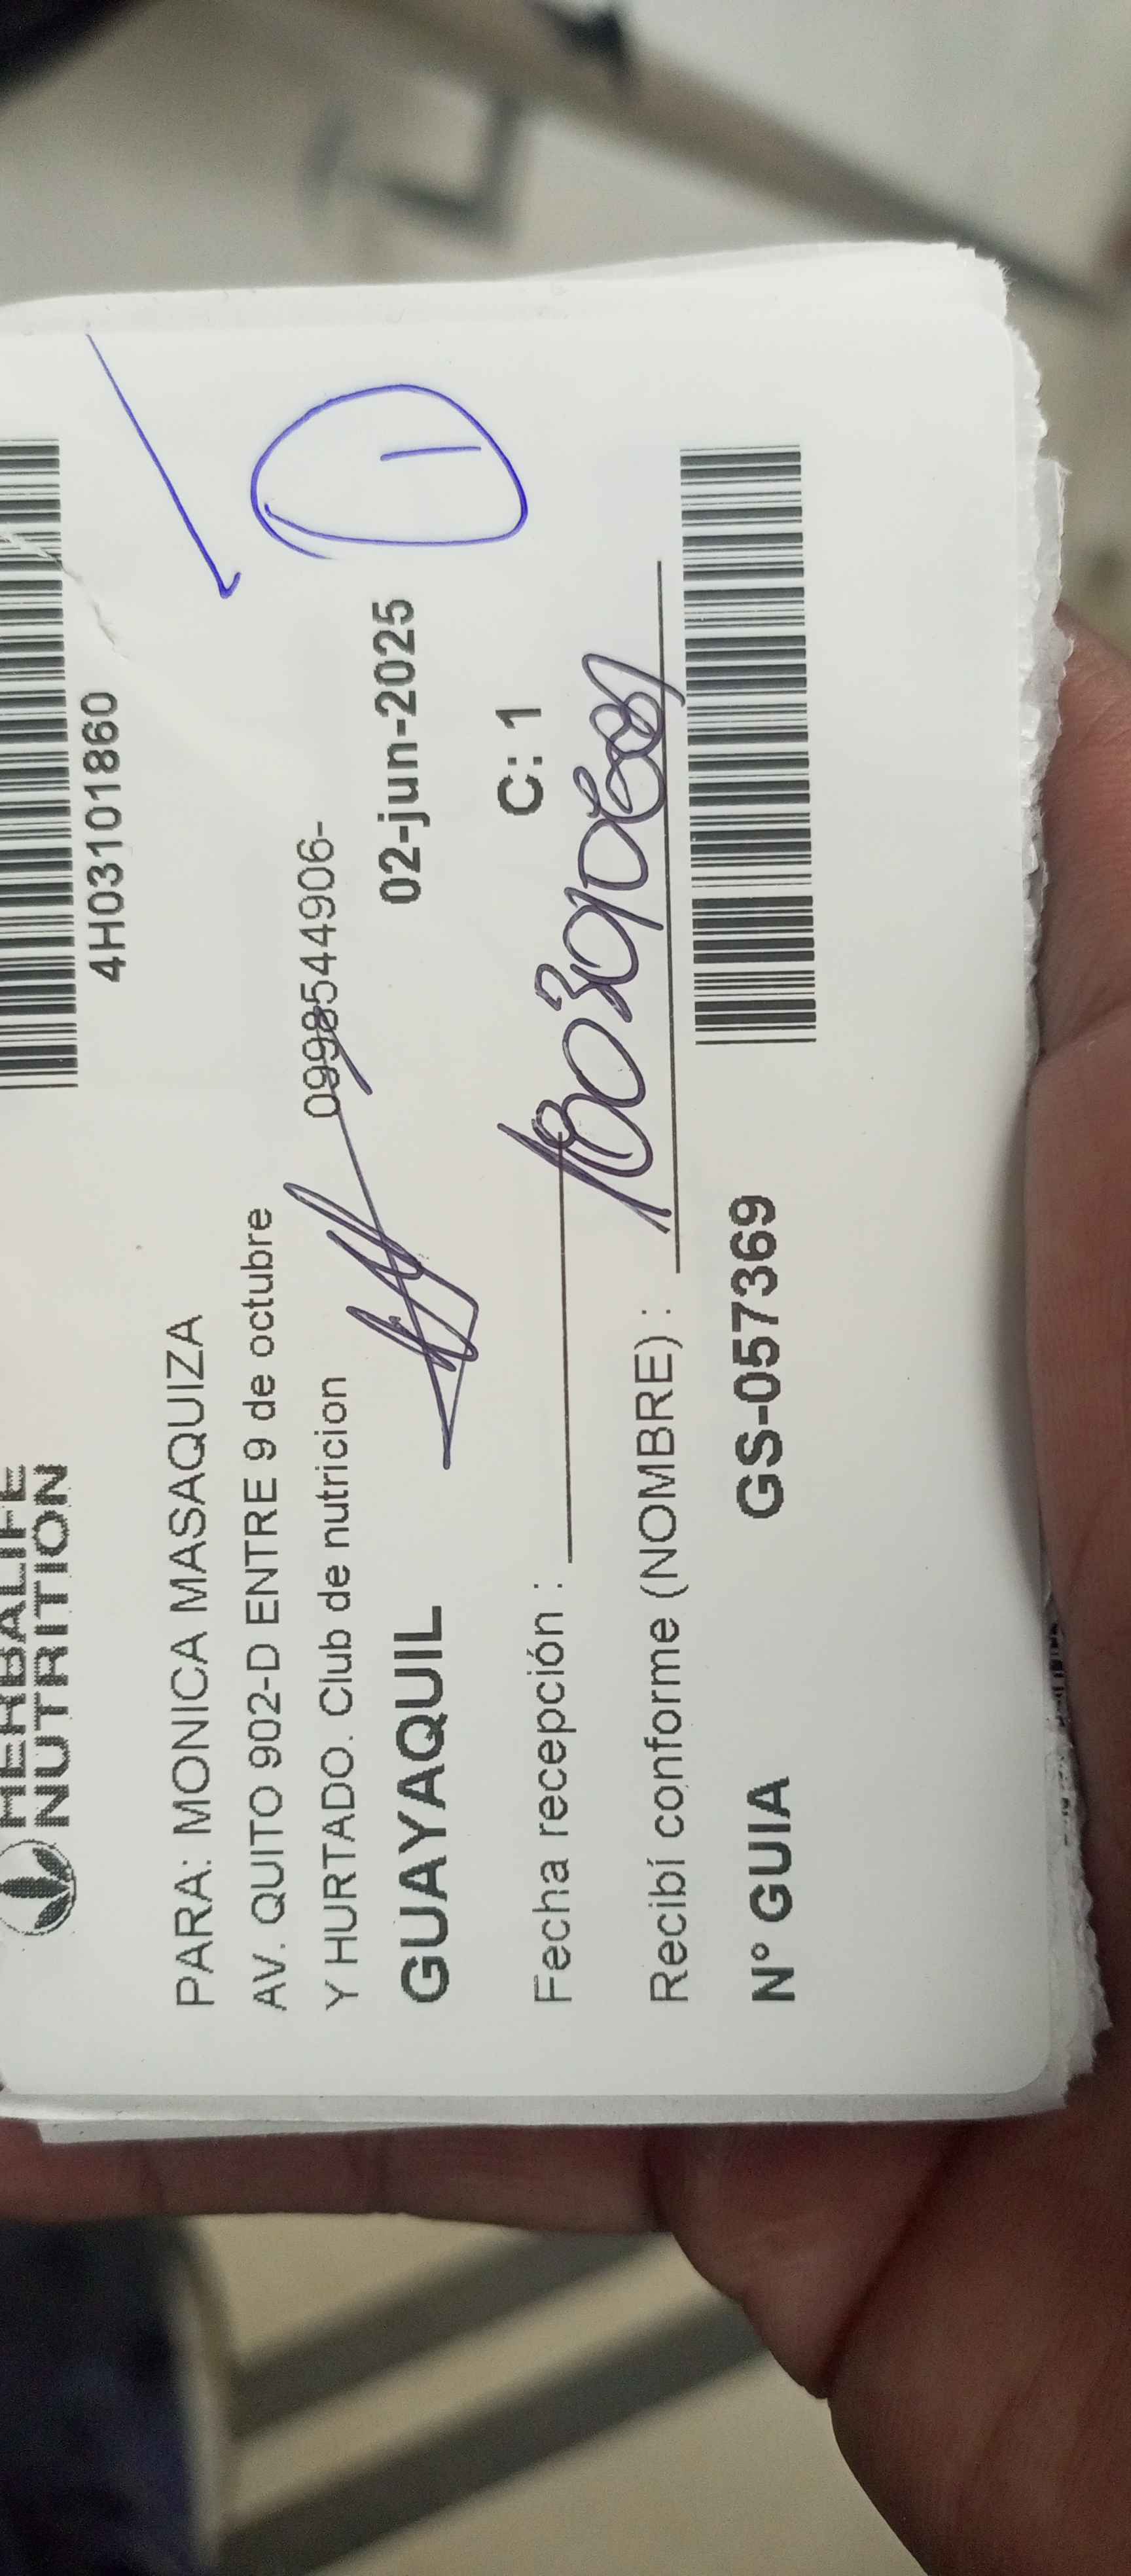 HERBALIFE
NUTRITION
4H03101860
PARA: MONICA MASAQUIZA
AV. QUITO 902-D ENTRE 9 de octubre
Y HURTADO. Club de nutricion 0998544906-
GUAYAQUIL 02-jun-2025
1
C: 1
Fecha recepción :
Recibí conforme (NOMBRE) :
N° GUIA GS-057369